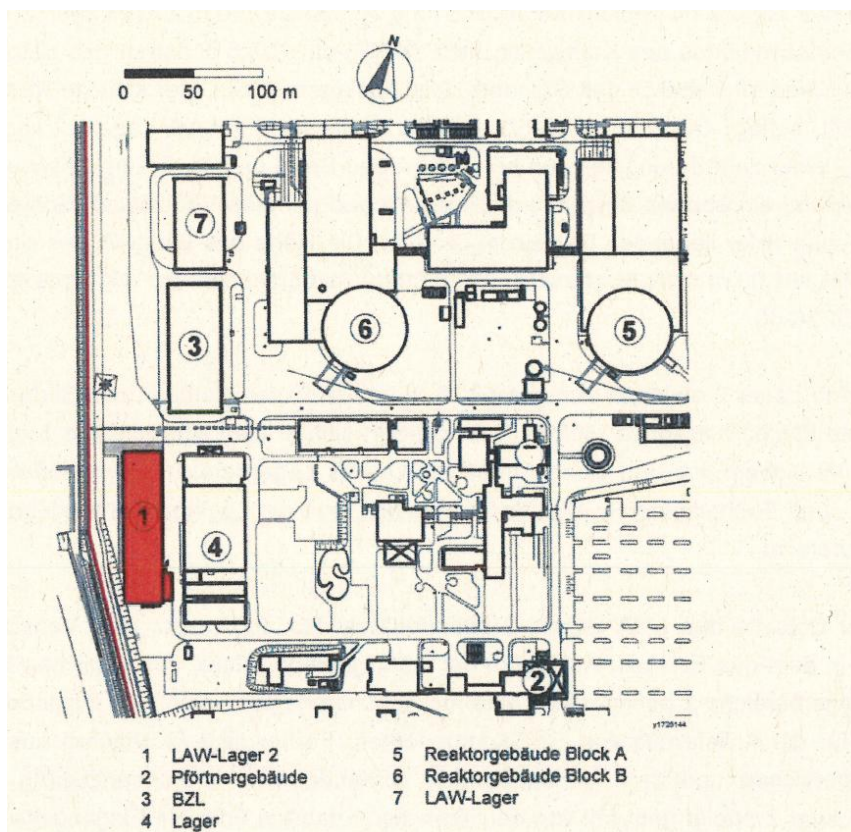 N
0 50 100 m
7
6
5
3
1
4
2
y1728144
1 LAW-Lager 2
2 Pförtnergebäude
3 BZL
4 Lager
5 Reaktorgebäude Block A
6 Reaktorgebäude Block B
7 LAW-Lager